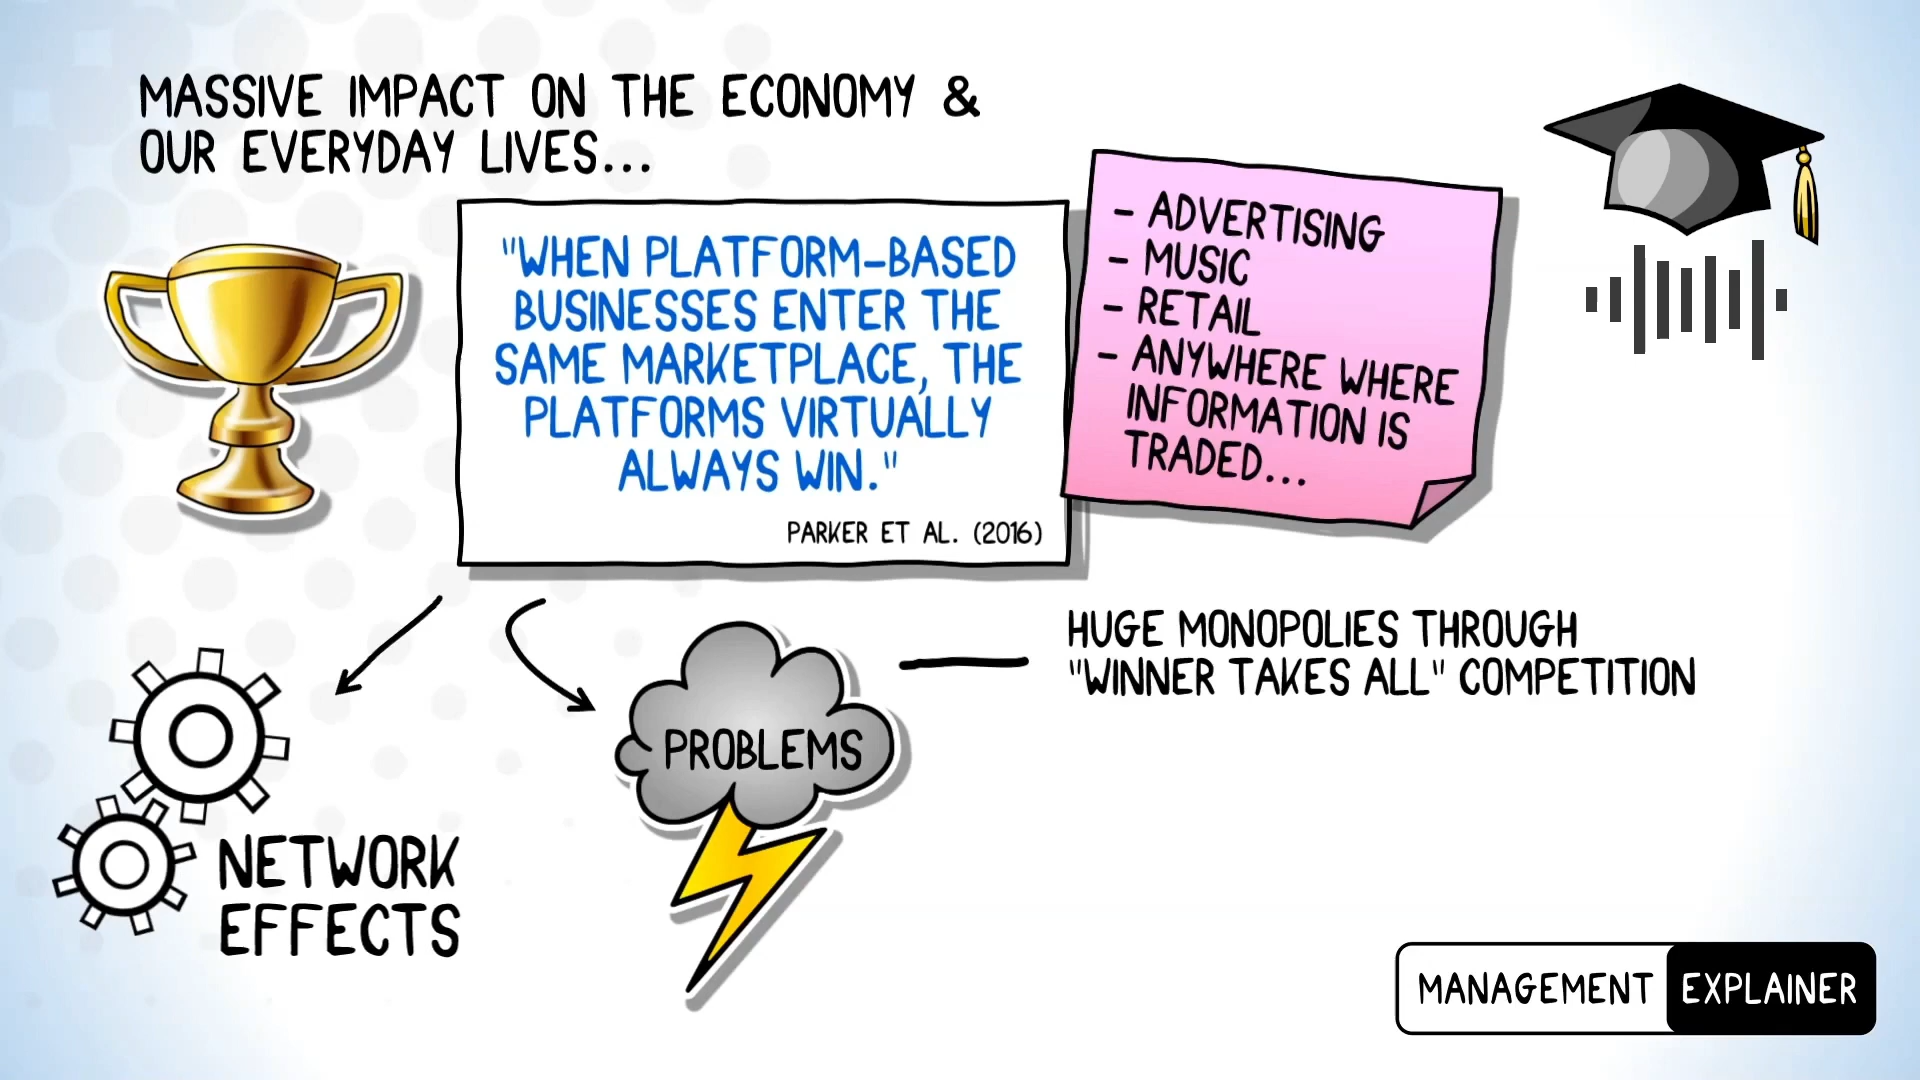 MASSIVE IMPACT ON THE ECONOMY &
OUR EVERYDAY LIVES...
"WHEN PLATFORM-BASED
BUSINESSES ENTER THE
SAME MARKETPLACE, THE
PLATFORMS VIRTUALLY
ALWAYS WIN."
PARKER ET AL. (2016)
- ADVERTISING
- MUSIC
- RETAIL
- ANYWHERE WHERE
INFORMATION IS
TRADED...
NETWORK
EFFECTS
PROBLEMS
HUGE MONOPOLIES THROUGH
"WINNER TAKES ALL" COMPETITION
MANAGEMENT EXPLAINER